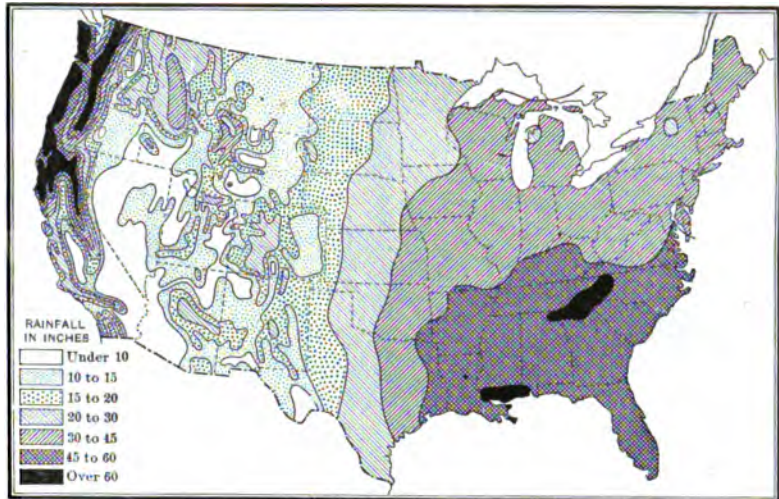 RAINFALL
IN INCHES
Under 10
10 to 15
15 to 20
20 to 30
30 to 45
45 to 60
Over 60